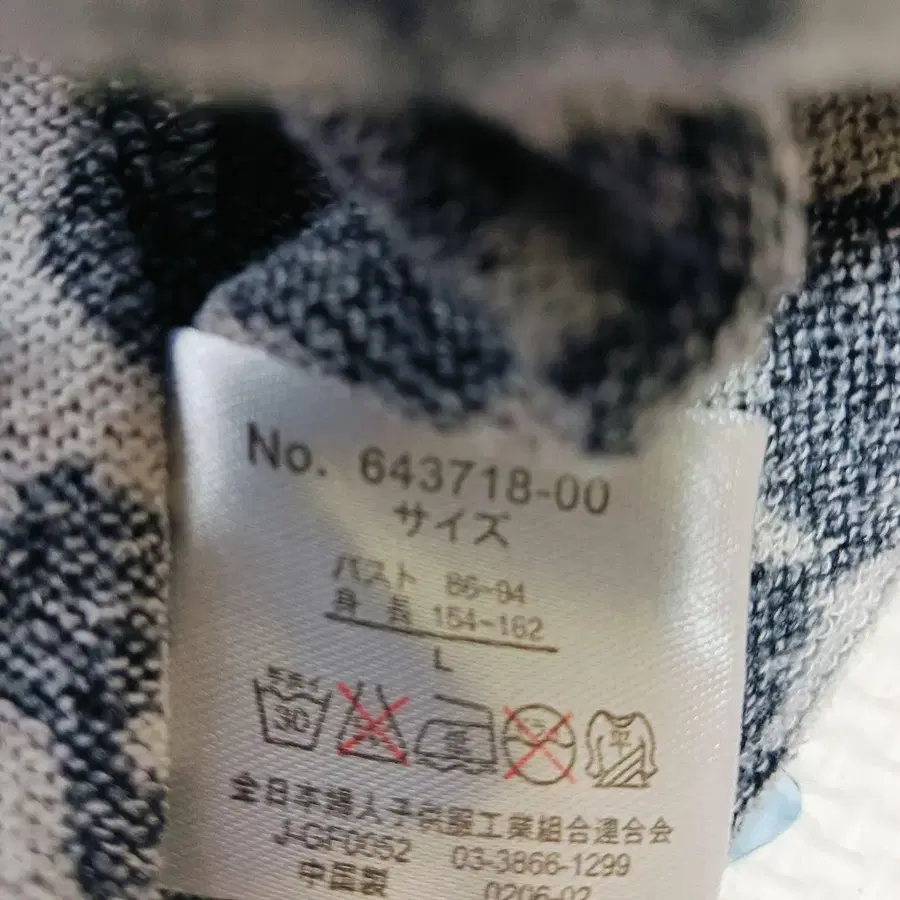 No. 643718-00
サイズ
バスト 86-94
身長 154-162
L
30
平
全日本婦人子供服工業組合連合会
J-GF0052 03-3866-1299
中国製 0206-02